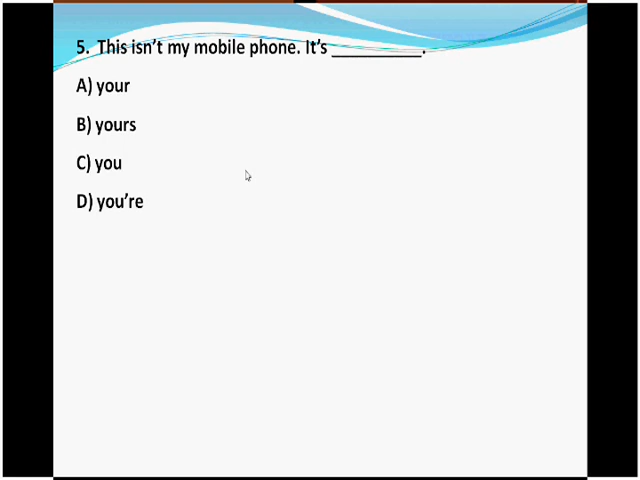 5. This isn’t my mobile phone. It’s __________.
A) your
B) yours
C) you
D) you’re